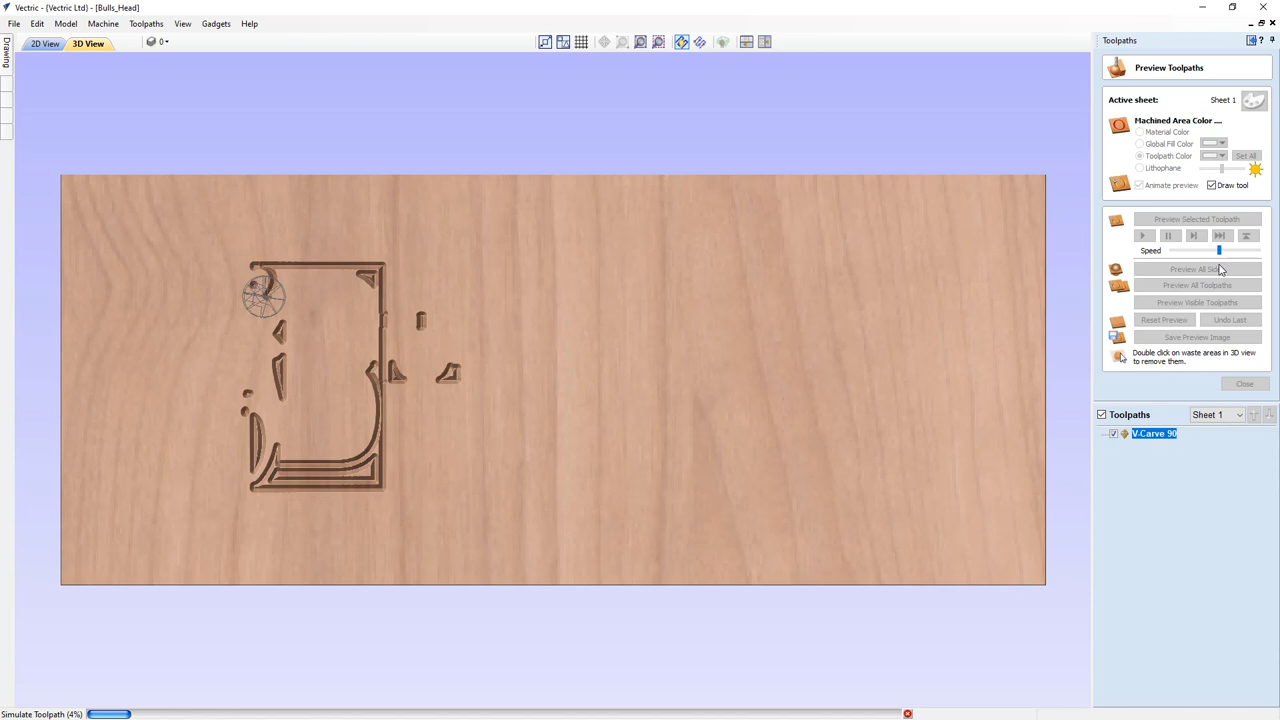 Vectric - {Vectric Ltd} - [Bulls_Head]
File Edit Model Machine Toolpaths View Gadgets Help
Drawing
2D View 3D View 0
Toolpaths
Preview Toolpaths
Active sheet: Sheet 1
Machined Area Color ...
Material Color
Global Fill Color
Toolpath Color Set All
Lithophane
Animate preview Draw tool
Preview Selected Toolpath
Speed
Preview All Sides
Preview All Toolpaths
Preview Visible Toolpaths
Reset Preview Undo Last
Save Preview Image
Double click on waste areas in 3D view
to remove them.
Close
Toolpaths Sheet 1
V-Carve 90
Simulate Toolpath (4%)